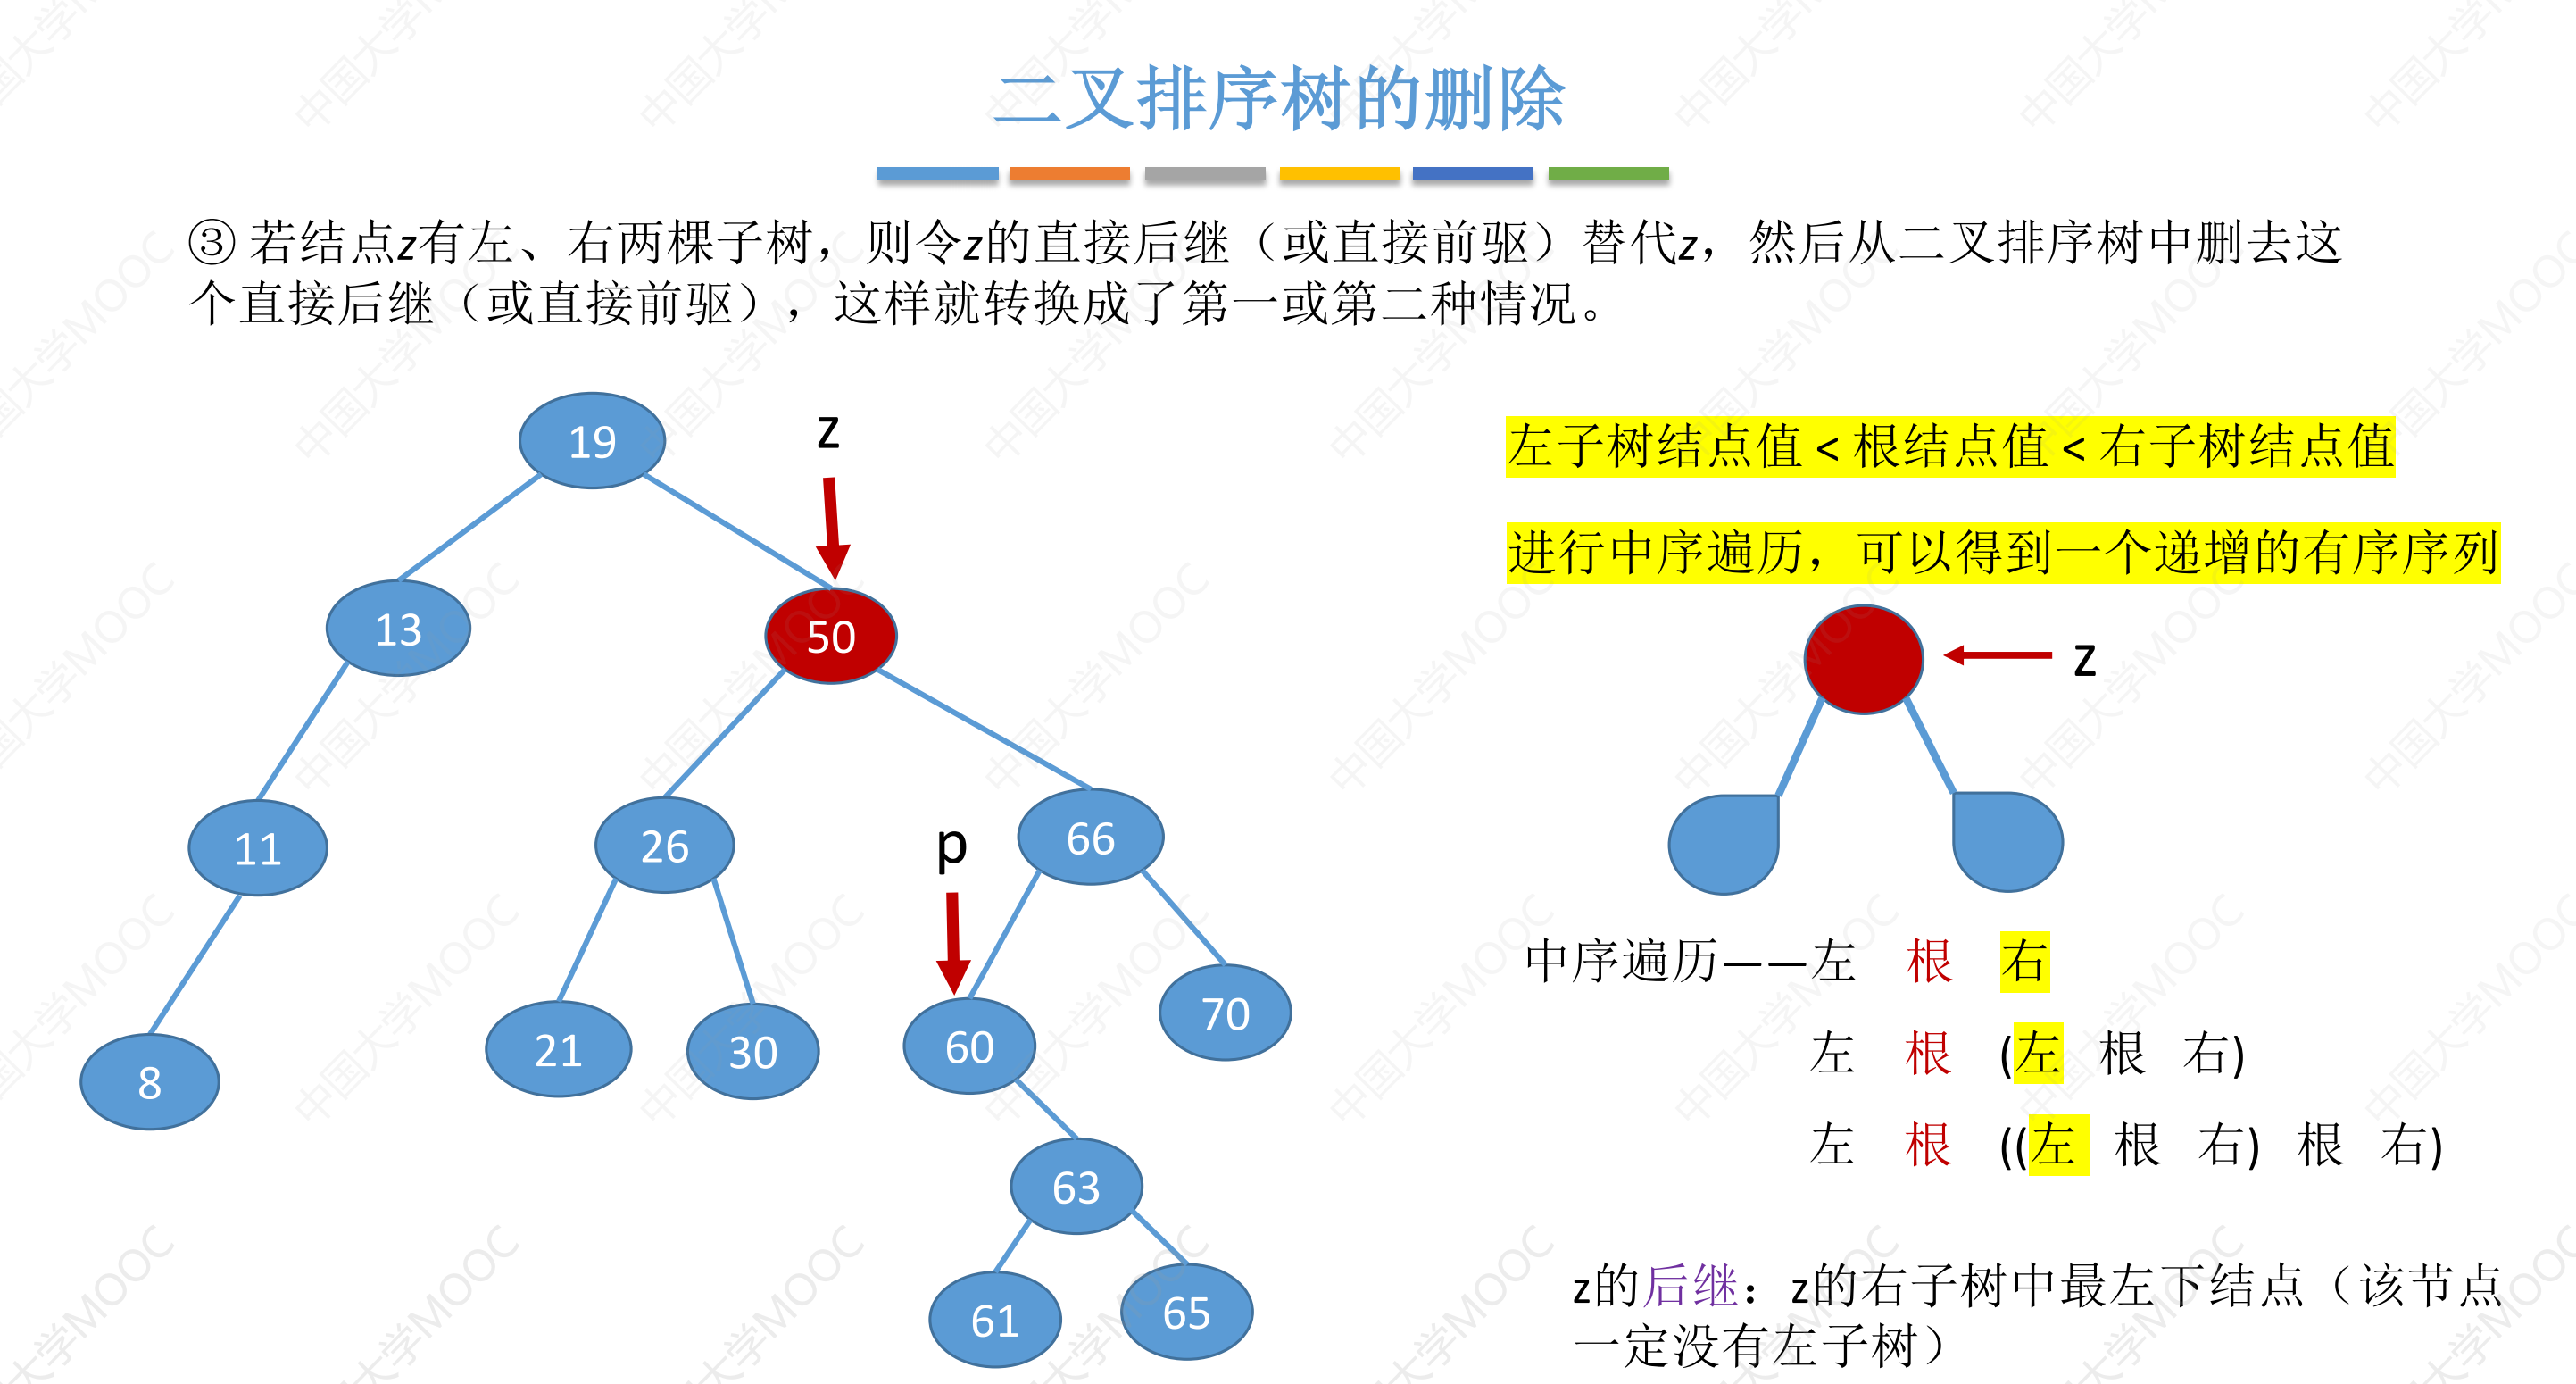 二叉排序树的删除
③ 若结点z有左、右两棵子树，则令z的直接后继（或直接前驱）替代z，然后从二叉排序树中删去这
个直接后继（或直接前驱），这样就转换成了第一或第二种情况。
19
z
左子树结点值 < 根结点值 < 右子树结点值
进行中序遍历，可以得到一个递增的有序序列
13
50
z
11
26
p
66
中序遍历——左 根 右
8
21
30
60
70
左 根 (左 根 右)
63
左 根 ((左 根 右) 根 右)
61
65
z的后继：z的右子树中最左下结点（该节点
一定没有左子树）
中国大学MOOC